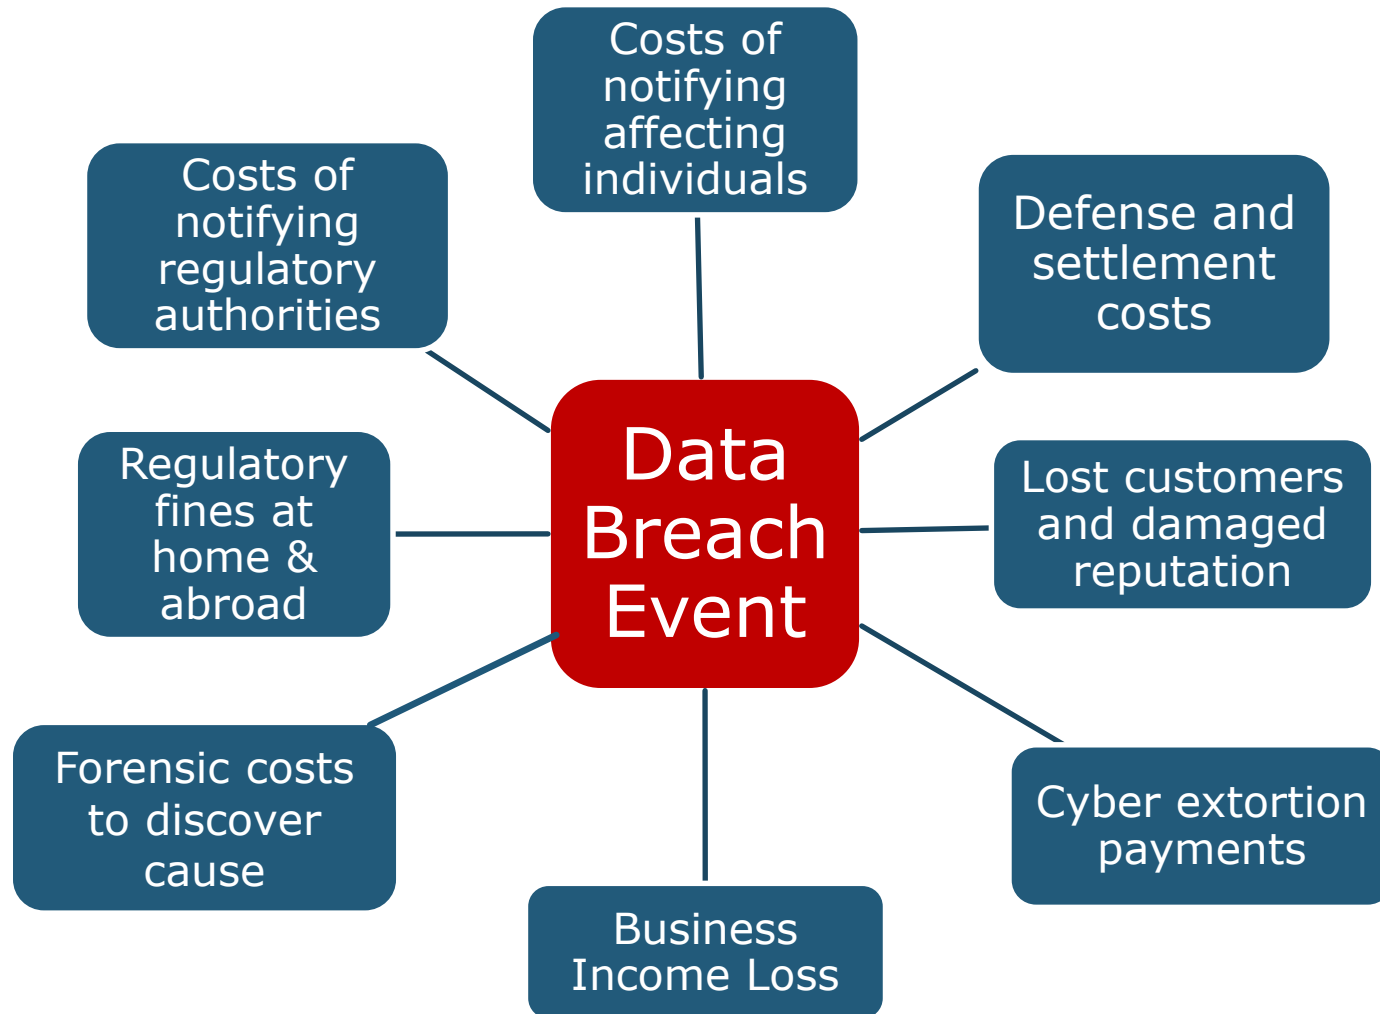 Costs of
notifying
affecting
individuals
Costs of
notifying
regulatory
authorities
Defense and
settlement
costs
Data
Breach
Event
Regulatory
fines at
home &
abroad
Lost customers
and damaged
reputation
Forensic costs
to discover
cause
Cyber extortion
payments
Business
Income Loss